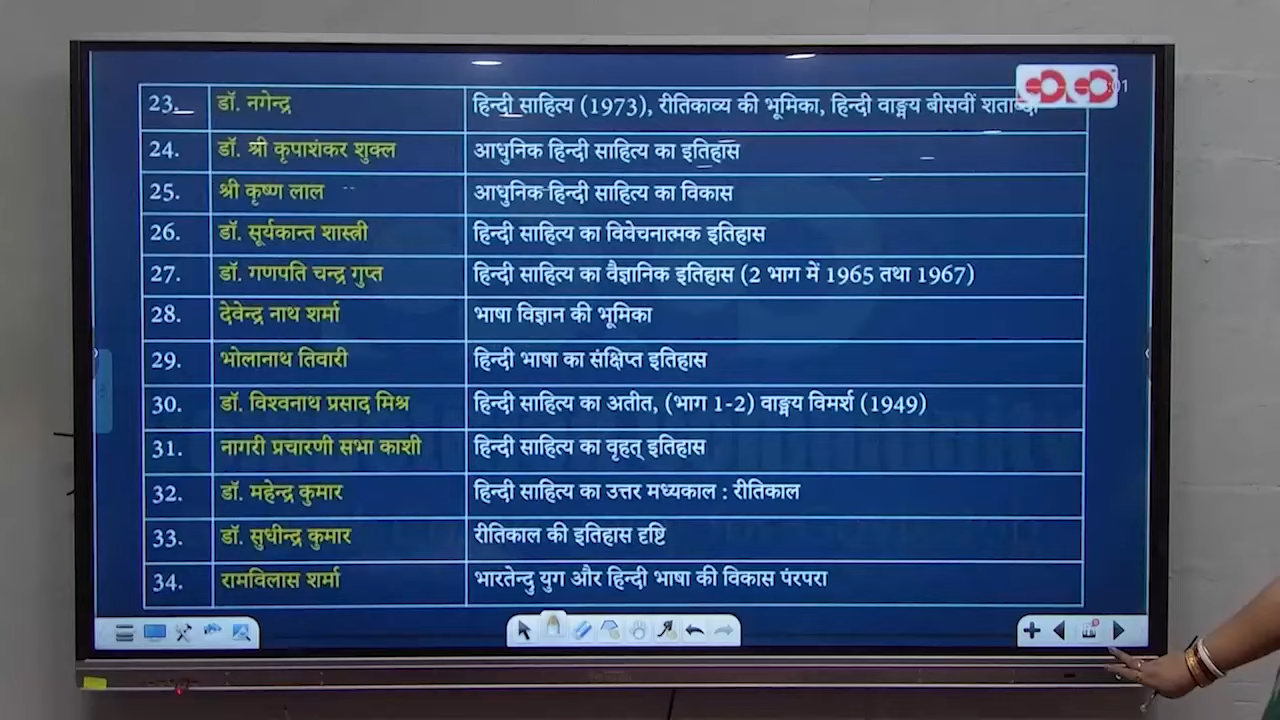 23. डॉ. नगेन्द्र हिन्दी साहित्य (1973), रीतिकाव्य की भूमिका, हिन्दी वाङ्मय बीसवीं
24. डॉ. श्री कृपाशंकर शुक्ल आधुनिक हिन्दी साहित्य का इतिहास
25. श्री कृष्ण लाल आधुनिक हिन्दी साहित्य का विकास
26. डॉ. सूर्यकान्त शास्त्री हिन्दी साहित्य का विवेचनात्मक इतिहास
27. डॉ. गणपति चन्द्र गुप्त हिन्दी साहित्य का वैज्ञानिक इतिहास (2 भाग में 1965 तथा 1967)
28. देवेन्द्र नाथ शर्मा भाषा विज्ञान की भूमिका
29. भोलानाथ तिवारी हिन्दी भाषा का संक्षिप्त इतिहास
30. डॉ. विश्वनाथ प्रसाद मिश्र हिन्दी साहित्य का अतीत, (भाग 1-2) वाङ्मय विमर्श (1949)
31. नागरी प्रचारणी सभा काशी हिन्दी साहित्य का वृहत् इतिहास
32. डॉ. महेन्द्र कुमार हिन्दी साहित्य का उत्तर मध्यकाल : रीतिकाल
33. डॉ. सुधीन्द्र कुमार रीतिकाल की इतिहास दृष्टि
34. रामविलास शर्मा भारतेन्दु युग और हिन्दी भाषा की विकास पंरपरा